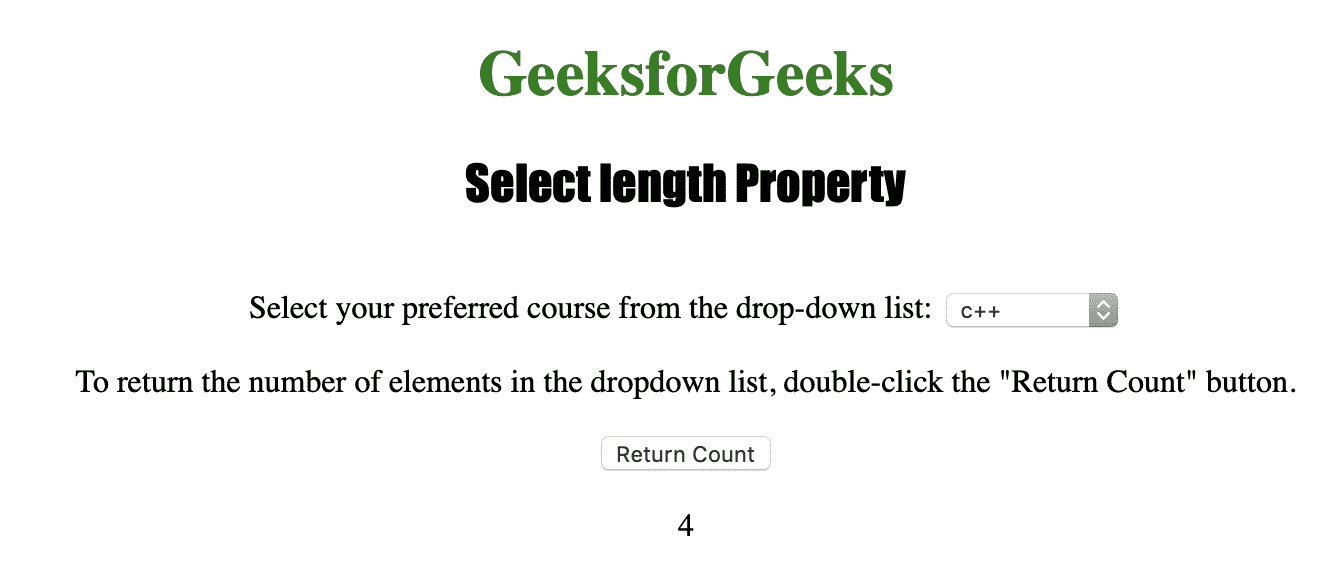 GeeksforGeeks
Select length Property
Select your preferred course from the drop-down list: c++
To return the number of elements in the dropdown list, double-click the "Return Count" button.
Return Count
4